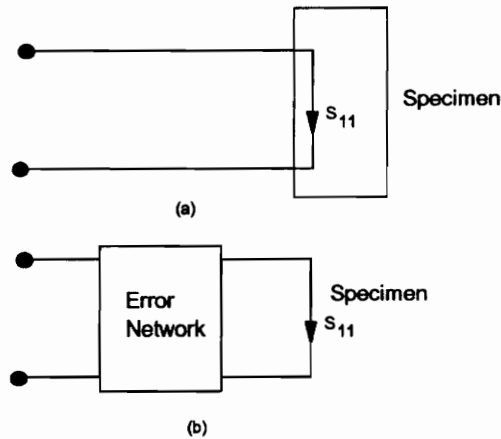 Specimen
S11
(a)
Error
Network
Specimen
S11
(b)